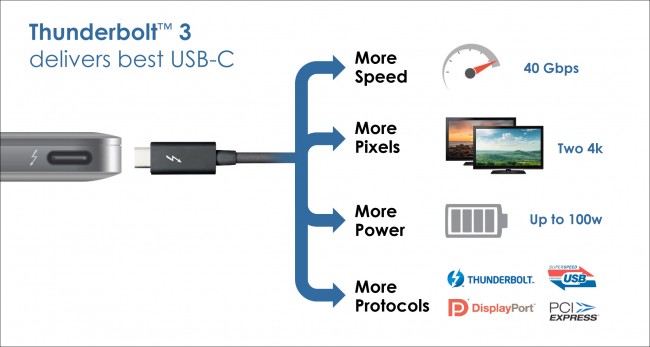 Thunderbolt™ 3
delivers best USB-C
More
Speed
40 Gbps
More
Pixels
Two 4k
More
Power
Up to 100w
More
Protocols
THUNDERBOLT.
SUPERSPEED
USB
DisplayPort
PCI
EXPRESS